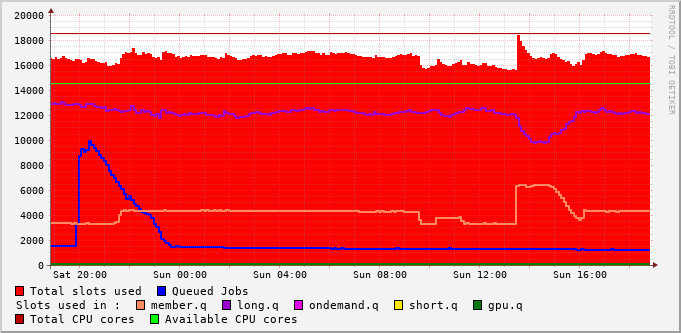 20000
18000
16000
14000
12000
10000
8000
6000
4000
2000
0
Sat 20:00 Sun 00:00 Sun 04:00 Sun 08:00 Sun 12:00 Sun 16:00
RRDTOOL / TOBI OETIKER
Total slots used Queued Jobs
Slots used in : member.q long.q ondemand.q short.q gpu.q
Total CPU cores Available CPU cores